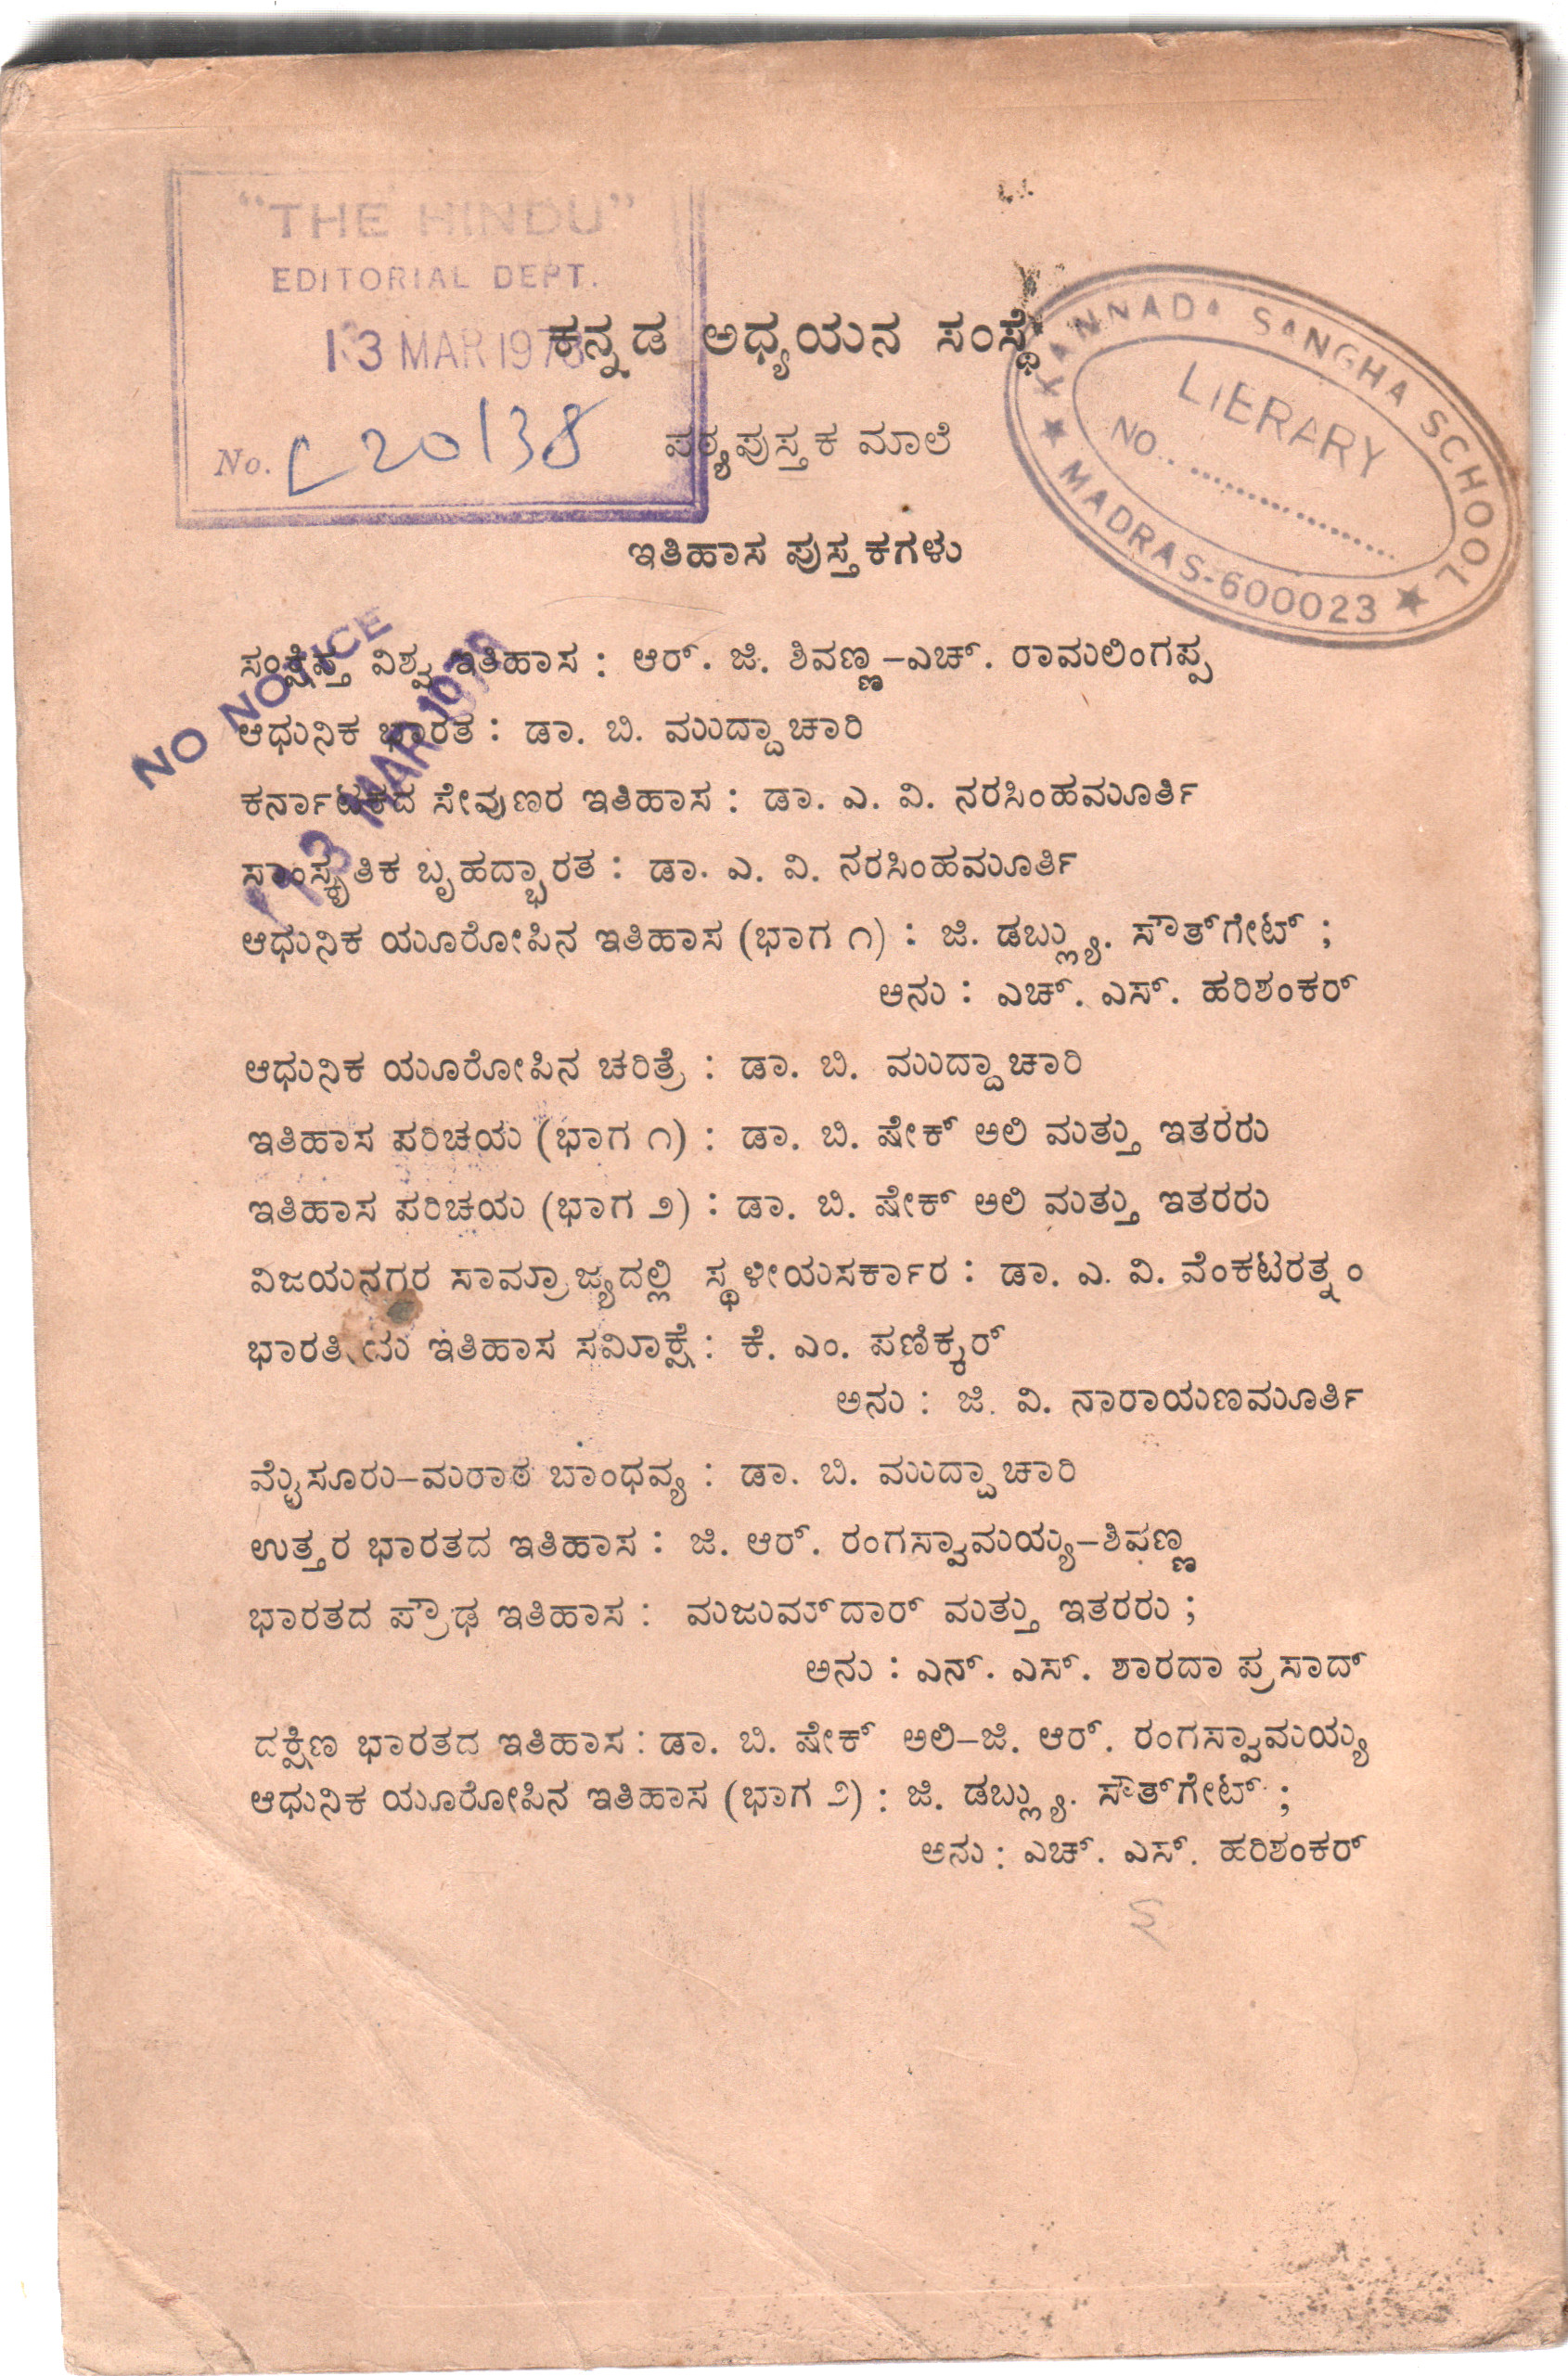 "THE HINDU"
EDITORIAL DEPT.
13 MAR 197
No. L 20138
KANNADA SANGHA SCHOOL
LIBRARY
NO..
★ MADRAS-600023 ★
ಕನ್ನಡ ಅಧ್ಯಯನ ಸಂಸ್ಥೆ
ಪಠ್ಯಪುಸ್ತಕ ಮಾಲೆ
ಇತಿಹಾಸ ಪುಸ್ತಕಗಳು
NO NOTICE
13 MAR 197
ಸಂಕ್ಷಿಪ್ತ ವಿಶ್ವ ಇತಿಹಾಸ : ಆರ್. ಜಿ. ಶಿವಣ್ಣ–ಎಚ್. ರಾಮಲಿಂಗಪ್ಪ
ಆಧುನಿಕ ಭಾರತ : ಡಾ. ಬಿ. ಮುದ್ದಾಚಾರಿ
ಕರ್ನಾಟಕದ ಸೇವುಣರ ಇತಿಹಾಸ : ಡಾ. ಎ. ವಿ. ನರಸಿಂಹಮೂರ್ತಿ
ಸಾಂಸ್ಕೃತಿಕ ಬೃಹದ್ಭಾರತ : ಡಾ. ಎ. ವಿ. ನರಸಿಂಹಮೂರ್ತಿ
ಆಧುನಿಕ ಯೂರೋಪಿನ ಇತಿಹಾಸ (ಭಾಗ ೧) : ಜಿ. ಡಬ್ಲ್ಯು. ಸೌತ್‌ಗೇಟ್ ;
ಅನು : ಎಚ್. ಎಸ್. ಹರಿಶಂಕರ್
ಆಧುನಿಕ ಯೂರೋಪಿನ ಚರಿತ್ರೆ : ಡಾ. ಬಿ. ಮುದ್ದಾಚಾರಿ
ಇತಿಹಾಸ ಪರಿಚಯ (ಭಾಗ ೧) : ಡಾ. ಬಿ. ಷೇಕ್ ಅಲಿ ಮತ್ತು ಇತರರು
ಇತಿಹಾಸ ಪರಿಚಯ (ಭಾಗ ೨) : ಡಾ. ಬಿ. ಷೇಕ್ ಅಲಿ ಮತ್ತು ಇತರರು
ವಿಜಯನಗರ ಸಾಮ್ರಾಜ್ಯದಲ್ಲಿ ಸ್ಥಳೀಯಸರ್ಕಾರ : ಡಾ. ಎ. ವಿ. ವೆಂಕಟರತ್ನಂ
ಭಾರತೀಯ ಇತಿಹಾಸ ಸಮೀಕ್ಷೆ : ಕೆ. ಎಂ. ಪಣಿಕ್ಕರ್
ಅನು : ಜಿ. ವಿ. ನಾರಾಯಣಮೂರ್ತಿ
ಮೈಸೂರು–ಮರಾಠ ಬಾಂಧವ್ಯ : ಡಾ. ಬಿ. ಮುದ್ದಾಚಾರಿ
ಉತ್ತರ ಭಾರತದ ಇತಿಹಾಸ : ಜಿ. ಆರ್. ರಂಗಸ್ವಾಮಯ್ಯ–ಶಿವಣ್ಣ
ಭಾರತದ ಪ್ರೌಢ ಇತಿಹಾಸ : ಮಜುಮ್‌ದಾರ್ ಮತ್ತು ಇತರರು ;
ಅನು : ಎನ್. ಎಸ್. ಶಾರದಾ ಪ್ರಸಾದ್
ದಕ್ಷಿಣ ಭಾರತದ ಇತಿಹಾಸ : ಡಾ. ಬಿ. ಷೇಕ್ ಅಲಿ–ಜಿ. ಆರ್. ರಂಗಸ್ವಾಮಯ್ಯ
ಆಧುನಿಕ ಯೂರೋಪಿನ ಇತಿಹಾಸ (ಭಾಗ ೨) : ಜಿ. ಡಬ್ಲ್ಯು. ಸೌತ್‌ಗೇಟ್ ;
ಅನು : ಎಚ್. ಎಸ್. ಹರಿಶಂಕರ್